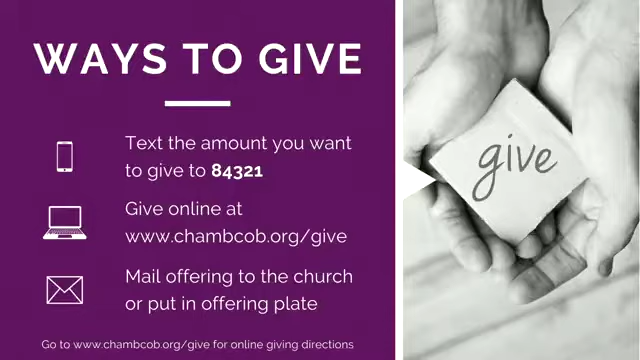 WAYS TO GIVE
Text the amount you want
to give to 84321
Give online at
www.chambcob.org/give
Mail offering to the church
or put in offering plate
Go to www.chambcob.org/give for online giving directions
give